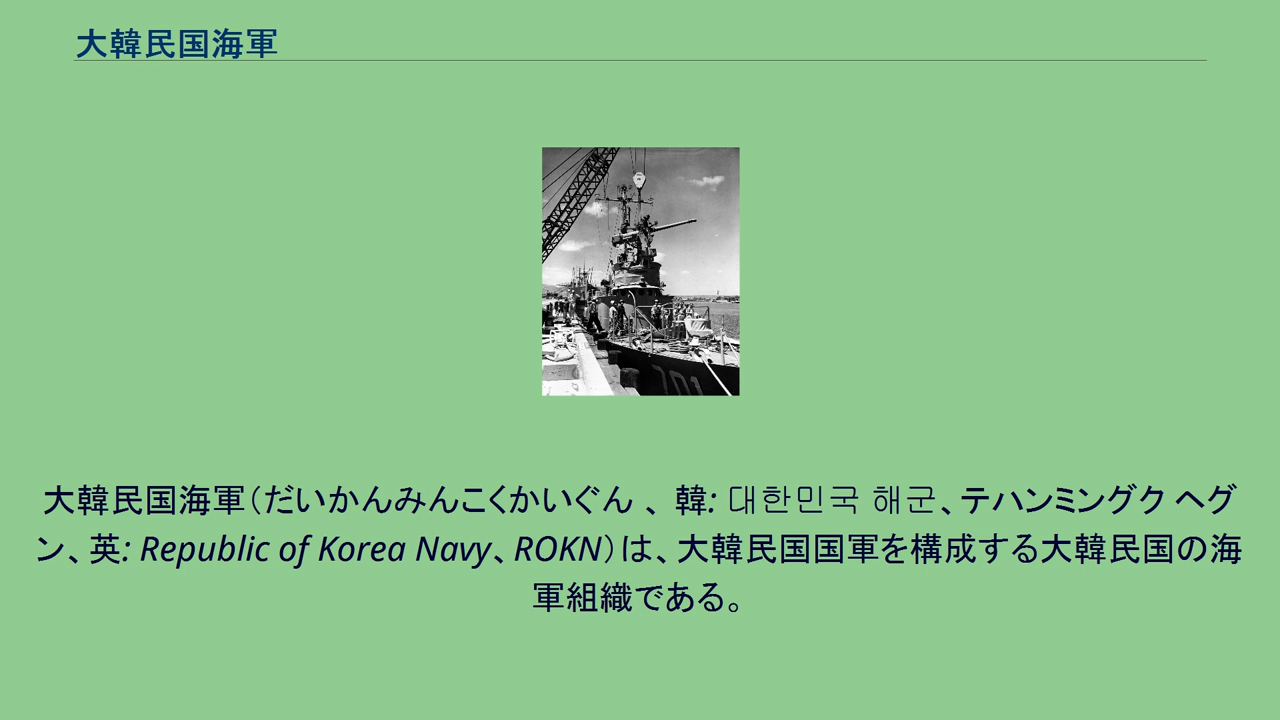 大韓民国海軍
701
大韓民国海軍（だいかんみんこくかいぐん 、韓: 대한민국 해군、テハンミングク ヘグ
ン、英: Republic of Korea Navy、ROKN）は、大韓民国国軍を構成する大韓民国の海
軍組織である。